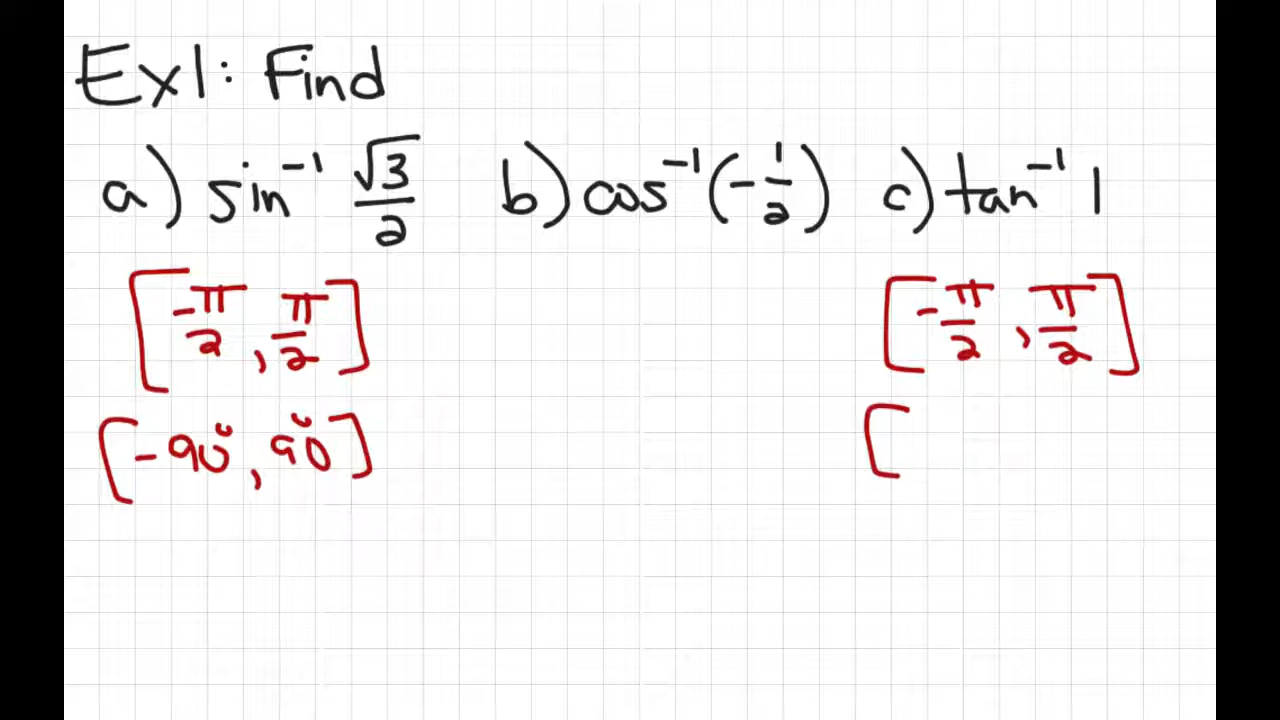 Ex1: Find
a) sin⁻¹ √3/2 b) cos⁻¹(-1/2) c) tan⁻¹ 1
[-π/2, π/2] [-π/2, π/2]
[-90°, 90°] [